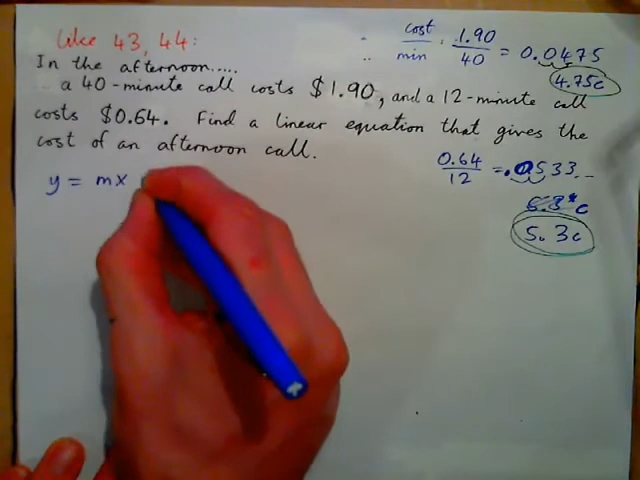 Like 43, 44:
In the afternoon.....
a 40-minute call costs $1.90, and a 12-minute call
costs $0.64. Find a linear equation that gives the
cost of an afternoon call.
y = mx
cost/min : 1.90/40 = 0.0475
4.75c
0.64/12 = .0533...
5.3c
5.3c